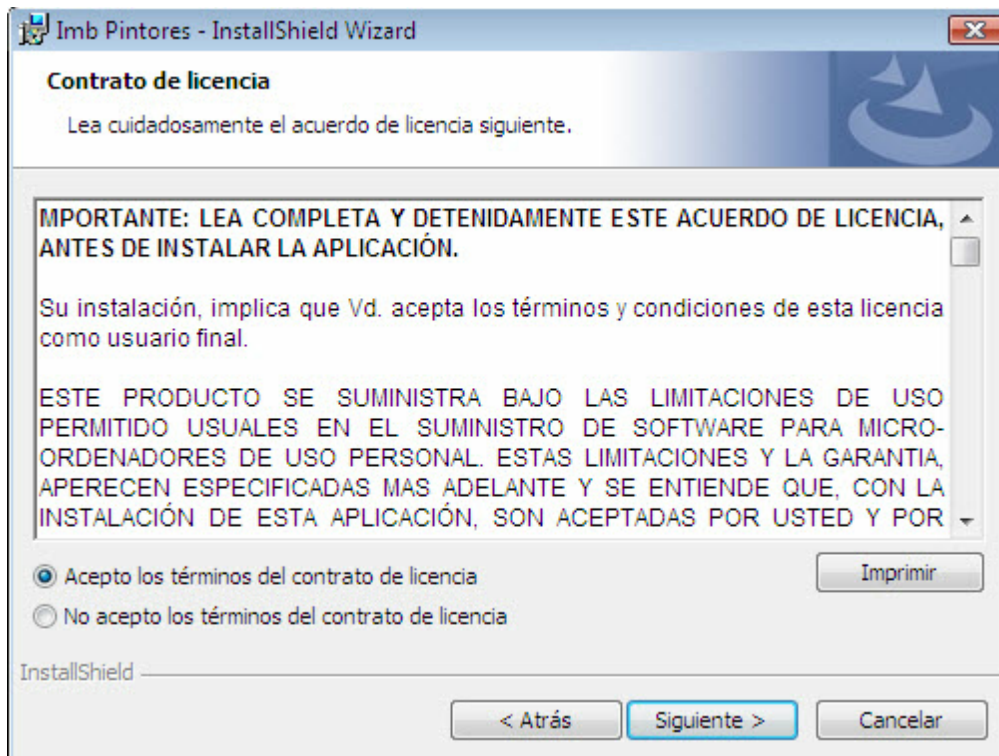 Imb Pintores - InstallShield Wizard
Contrato de licencia
Lea cuidadosamente el acuerdo de licencia siguiente.
MPORTANTE: LEA COMPLETA Y DETENIDAMENTE ESTE ACUERDO DE LICENCIA,
ANTES DE INSTALAR LA APLICACIÓN.
Su instalación, implica que Vd. acepta los términos y condiciones de esta licencia
como usuario final.
ESTE PRODUCTO SE SUMINISTRA BAJO LAS LIMITACIONES DE USO
PERMITIDO USUALES EN EL SUMINISTRO DE SOFTWARE PARA MICRO-
ORDENADORES DE USO PERSONAL. ESTAS LIMITACIONES Y LA GARANTIA,
APERECEN ESPECIFICADAS MAS ADELANTE Y SE ENTIENDE QUE, CON LA
INSTALACIÓN DE ESTA APLICACIÓN, SON ACEPTADAS POR USTED Y POR
Acepto los términos del contrato de licencia
Imprimir
No acepto los términos del contrato de licencia
InstallShield
< Atrás
Siguiente >
Cancelar